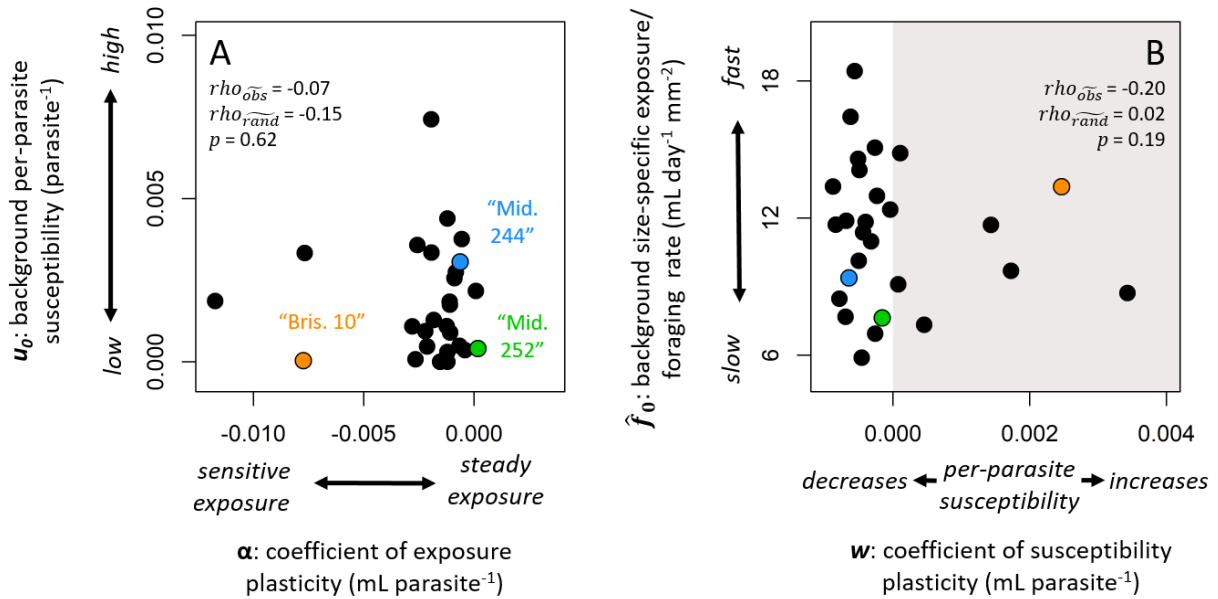 A
rho_obs~ = -0.07
rho_rand~ = -0.15
p = 0.62
"Mid.
244"
"Bris. 10"
"Mid.
252"
u₀: background per-parasite
susceptibility (parasite⁻¹)
high
low
0.010
0.005
0.000
-0.010
-0.005
0.000
sensitive
exposure
steady
exposure
α: coefficient of exposure
plasticity (mL parasite⁻¹)
B
rho_obs~ = -0.20
rho_rand~ = 0.02
p = 0.19
f̂₀: background size-specific exposure/
foraging rate (mL day⁻¹ mm⁻²)
fast
slow
18
12
6
0.000
0.002
0.004
decreases
per-parasite
susceptibility
increases
w: coefficient of susceptibility
plasticity (mL parasite⁻¹)